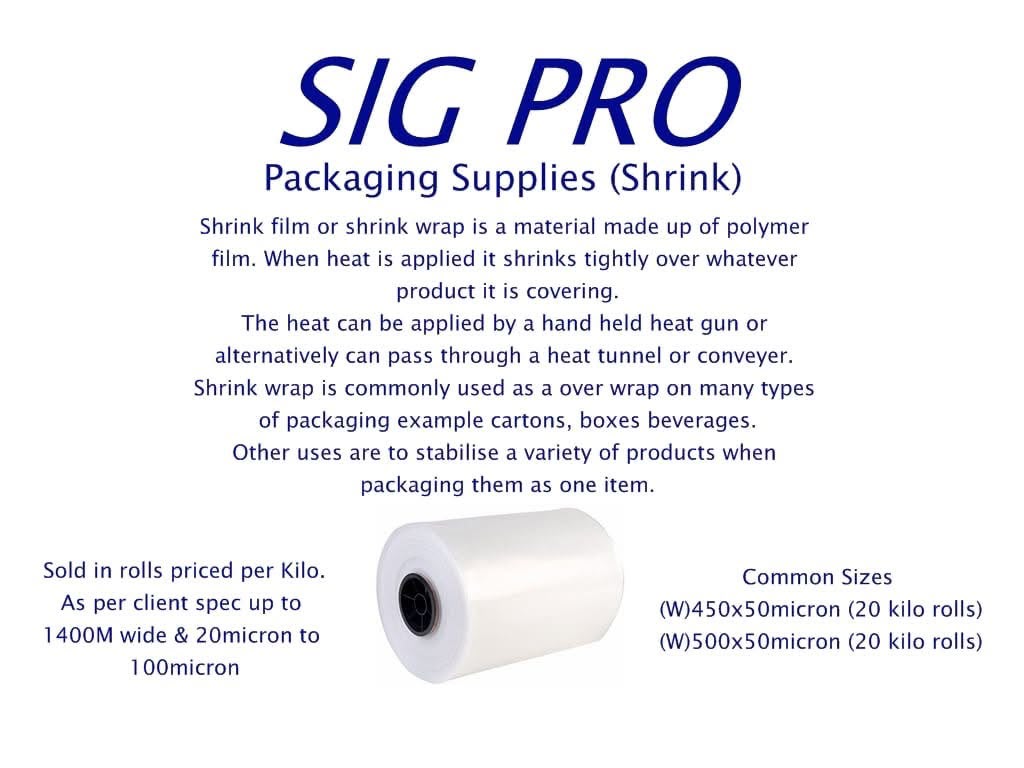 SIG PRO
Packaging Supplies (Shrink)
Shrink film or shrink wrap is a material made up of polymer
film. When heat is applied it shrinks tightly over whatever
product it is covering.
The heat can be applied by a hand held heat gun or
alternatively can pass through a heat tunnel or conveyer.
Shrink wrap is commonly used as a over wrap on many types
of packaging example cartons, boxes beverages.
Other uses are to stabilise a variety of products when
packaging them as one item.
Sold in rolls priced per Kilo.
As per client spec up to
1400M wide & 20micron to
100micron
Common Sizes
(W)450x50micron (20 kilo rolls)
(W)500x50micron (20 kilo rolls)